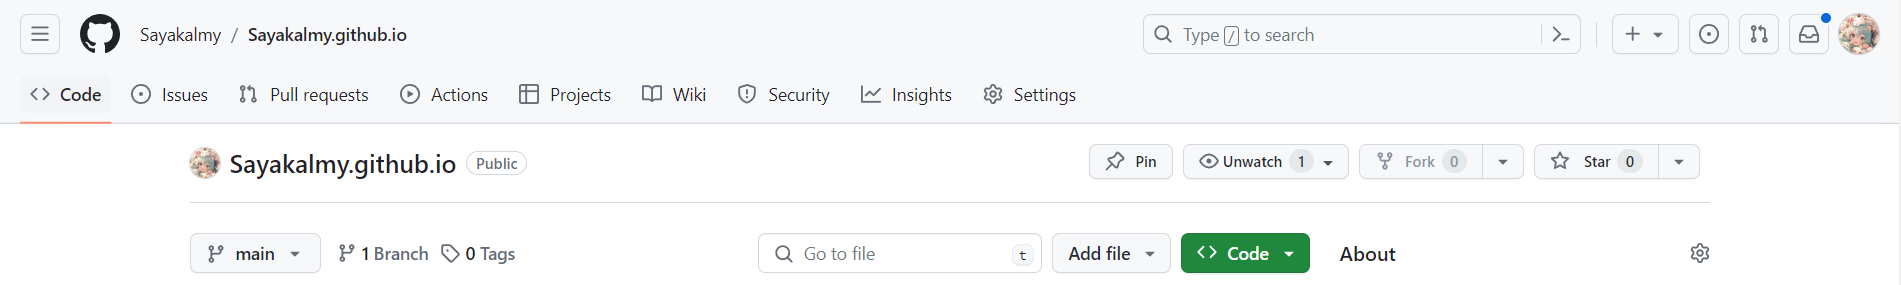 Sayakalmy / Sayakalmy.github.io Type / to search
Code Issues Pull requests Actions Projects Wiki Security Insights Settings
Sayakalmy.github.io Public Pin Unwatch 1 Fork 0 Star 0
main 1 Branch 0 Tags Go to file t Add file Code About